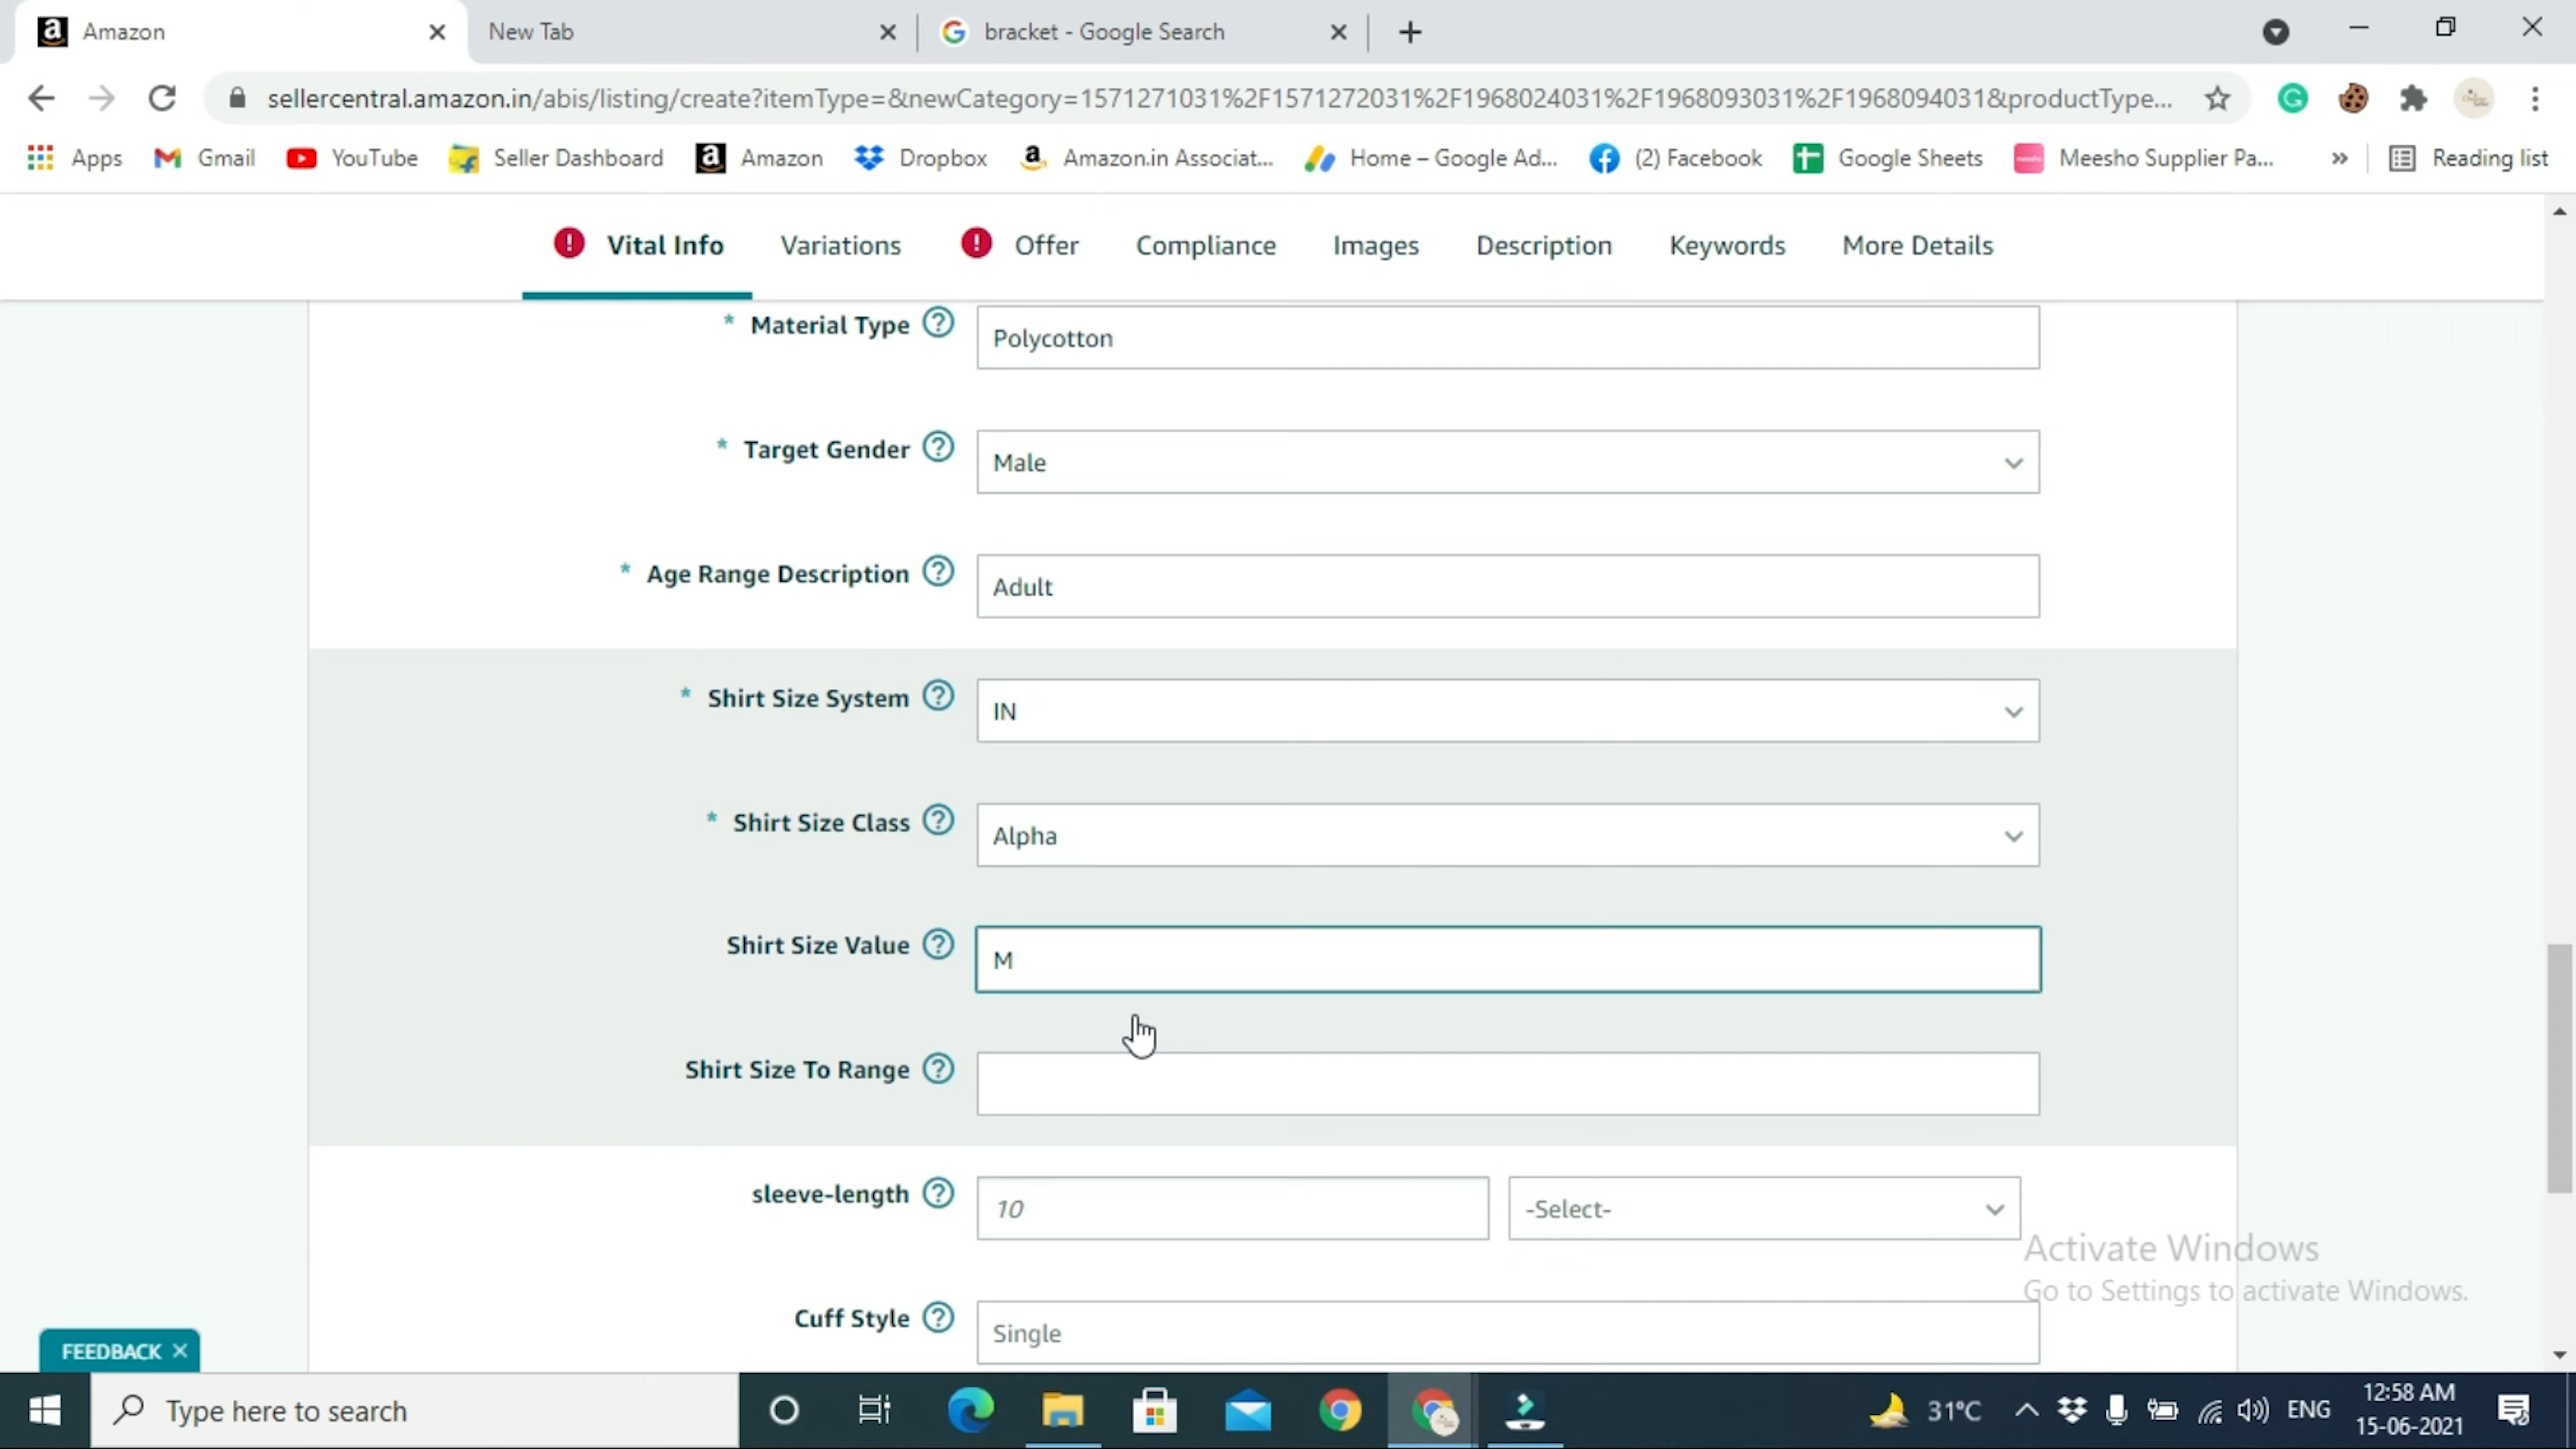 Amazon
New Tab
bracket - Google Search
sellercentral.amazon.in/abis/listing/create?itemType=&newCategory=1571271031%2F1571272031%2F1968024031%2F1968093031%2F1968094031&productType...
Apps Gmail YouTube Seller Dashboard Amazon Dropbox Amazon.in Associat... Home – Google Ad... (2) Facebook Google Sheets Meesho Supplier Pa... » Reading list
Vital Info Variations Offer Compliance Images Description Keywords More Details
* Material Type Polycotton
* Target Gender Male
* Age Range Description Adult
* Shirt Size System IN
* Shirt Size Class Alpha
Shirt Size Value M
Shirt Size To Range
sleeve-length 10 -Select-
Activate Windows
Go to Settings to activate Windows.
Cuff Style Single
FEEDBACK
Type here to search
31°C
ENG
12:58 AM
15-06-2021